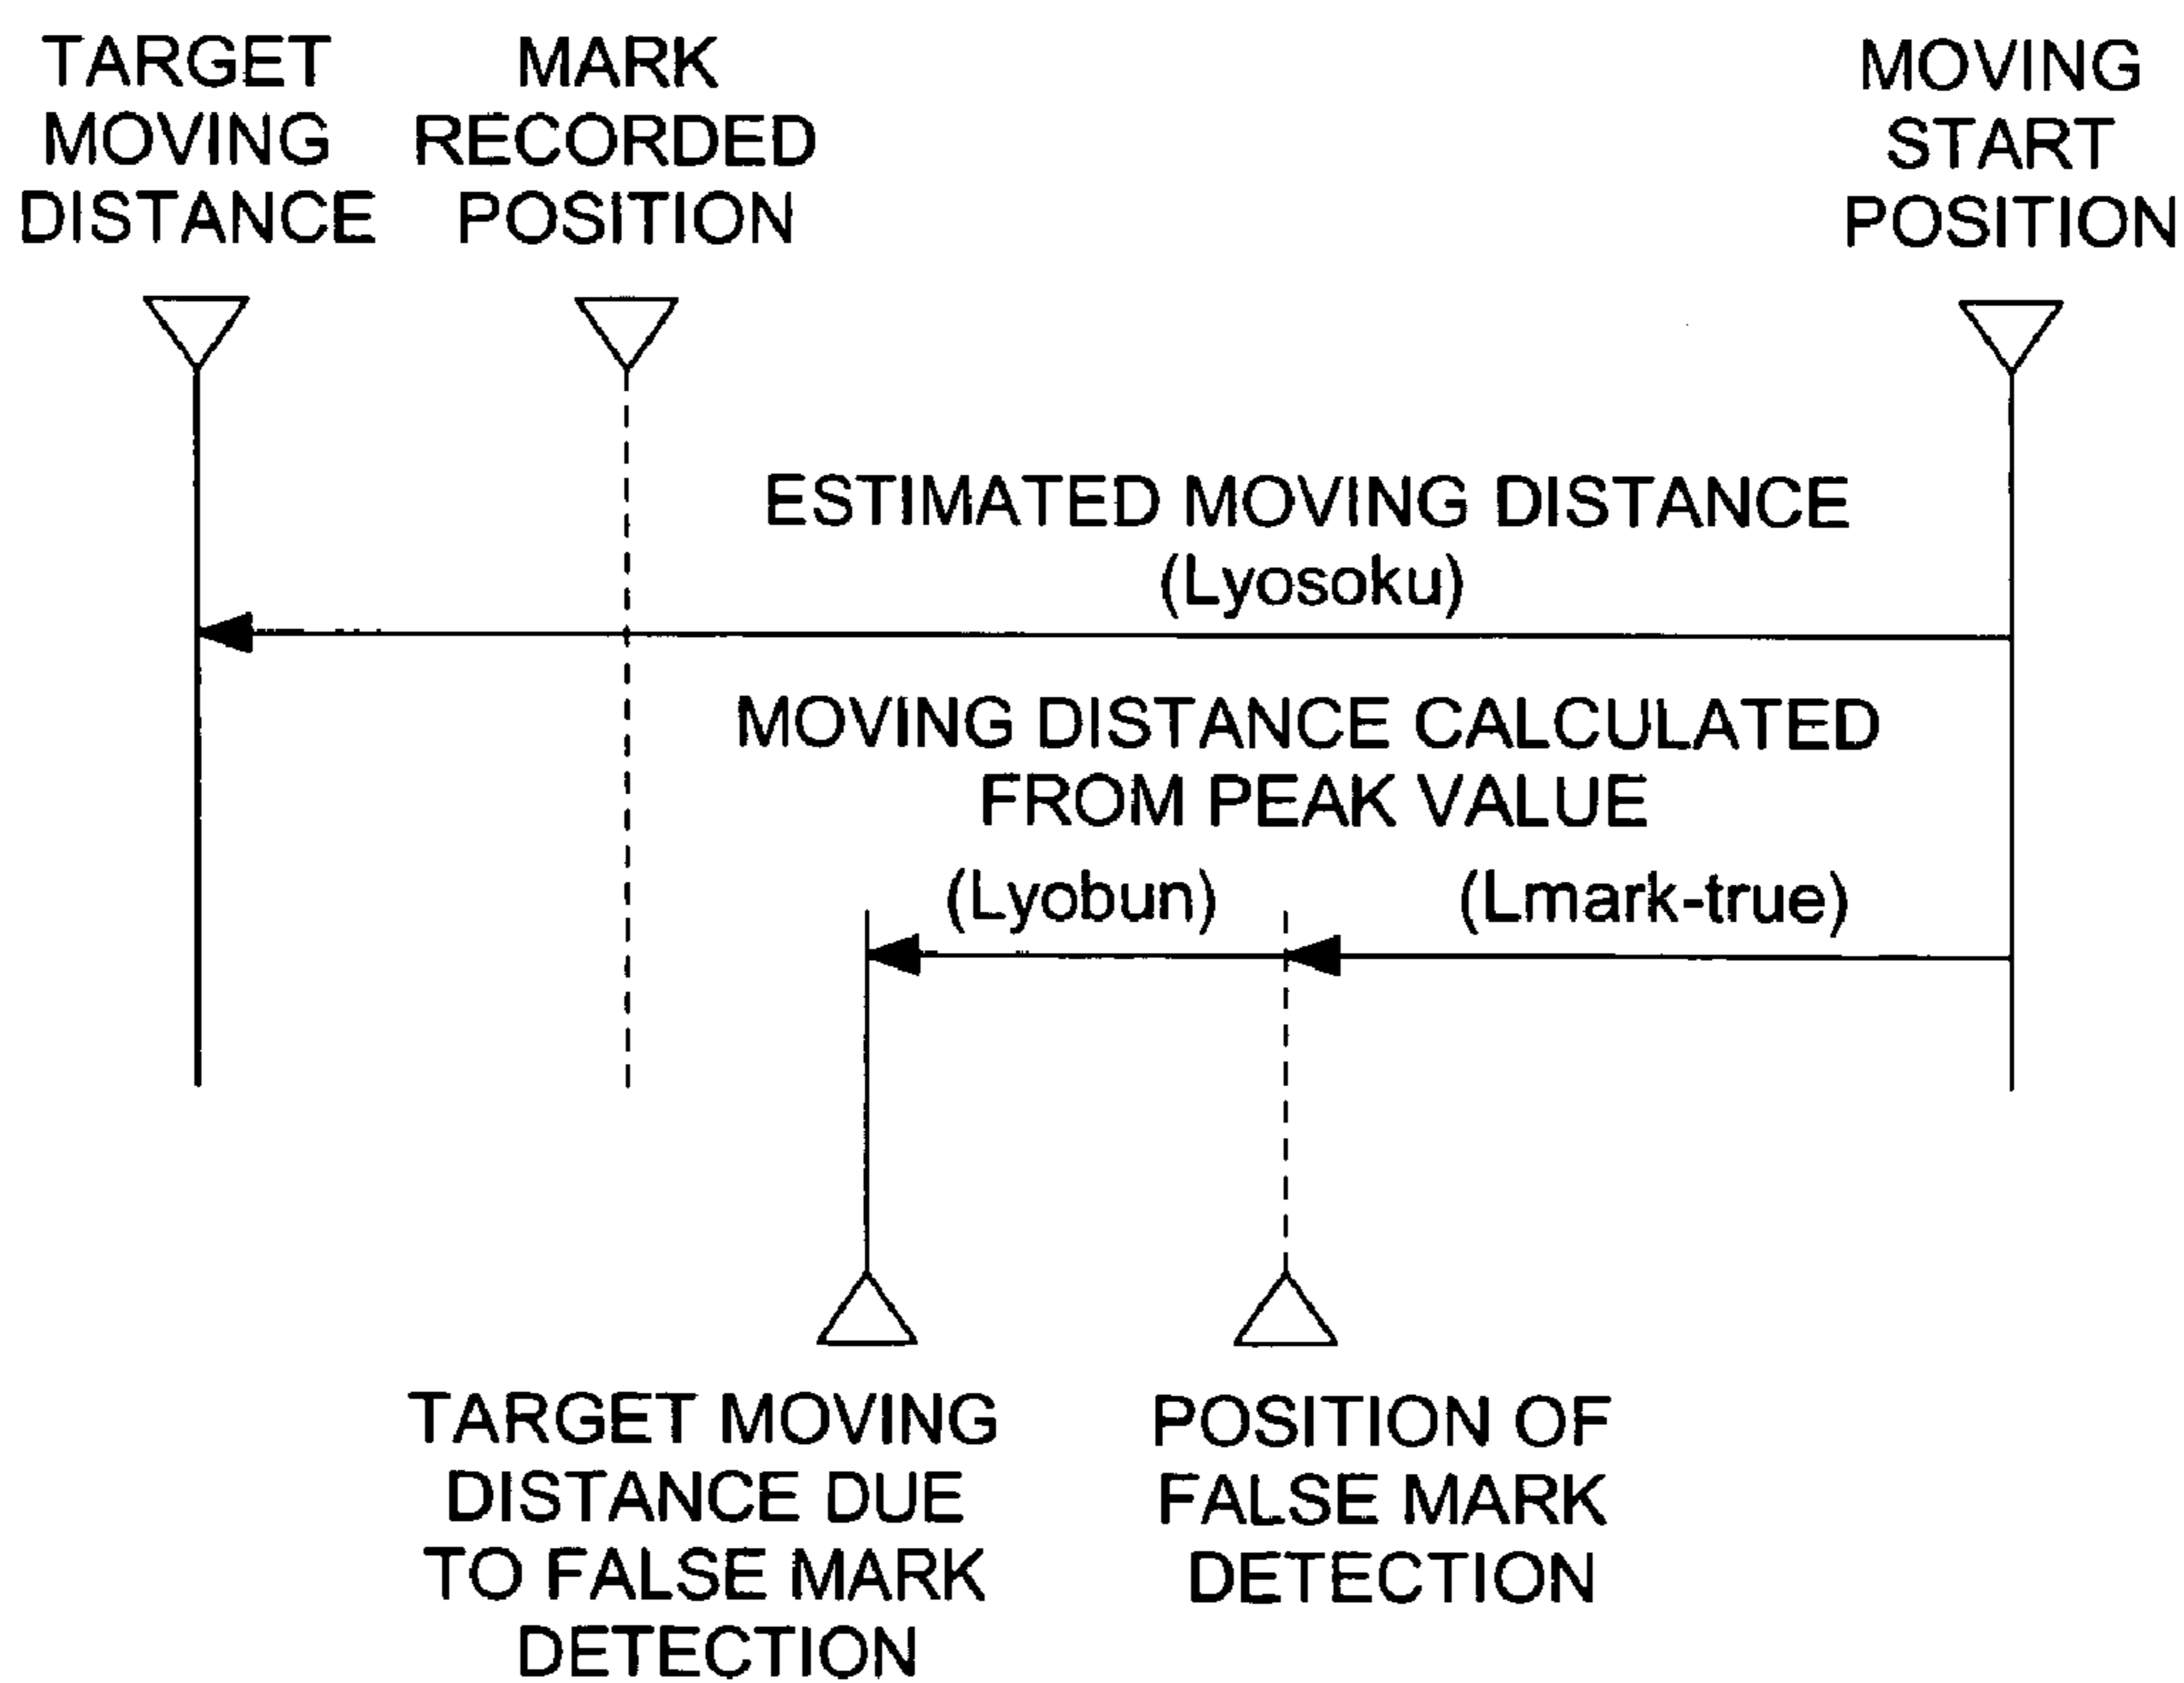 TARGET
MOVING
DISTANCE
MARK
RECORDED
POSITION
MOVING
START
POSITION
ESTIMATED MOVING DISTANCE
(Lyosoku)
MOVING DISTANCE CALCULATED
FROM PEAK VALUE
(Lyobun)
(Lmark-true)
TARGET MOVING
DISTANCE DUE
TO FALSE MARK
DETECTION
POSITION OF
FALSE MARK
DETECTION